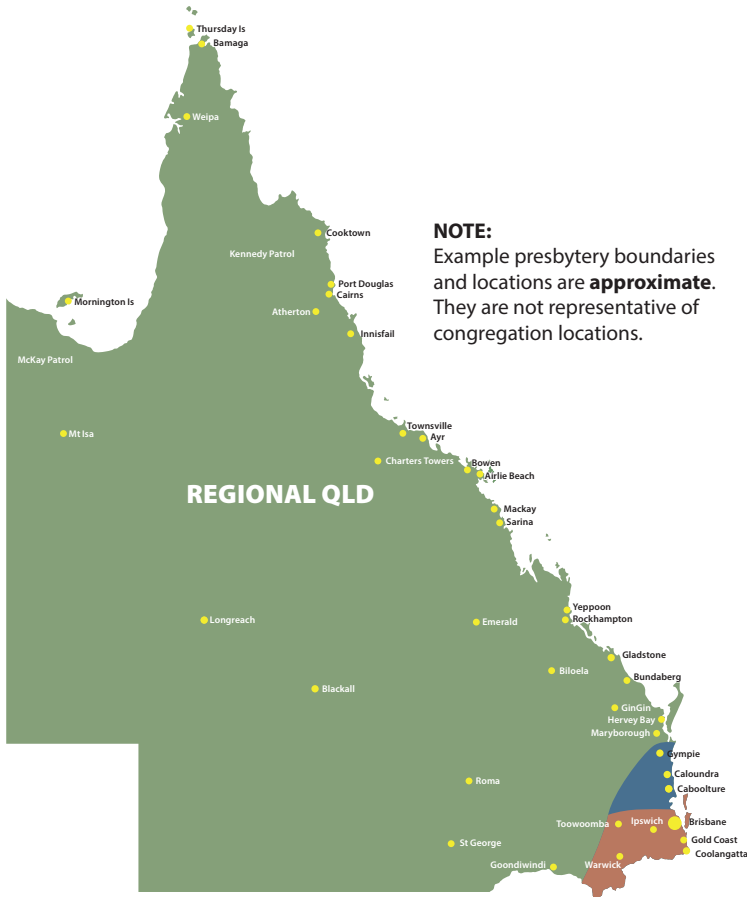 Thursday Is
Bamaga
Weipa
Cooktown
NOTE:
Example presbytery boundaries
and locations are approximate.
They are not representative of
congregation locations.
Kennedy Patrol
Port Douglas
Cairns
Mornington Is
Atherton
Innisfail
McKay Patrol
Townsville
Mt Isa
Ayr
Charters Towers
Bowen
Airlie Beach
REGIONAL QLD
Mackay
Sarina
Yeppoon
Rockhampton
Longreach
Emerald
Gladstone
Biloela
Bundaberg
Blackall
GinGin
Hervey Bay
Maryborough
Gympie
Caloundra
Roma
Caboolture
Ipswich
Brisbane
Toowoomba
Gold Coast
St George
Coolangatta
Goondiwindi
Warwick